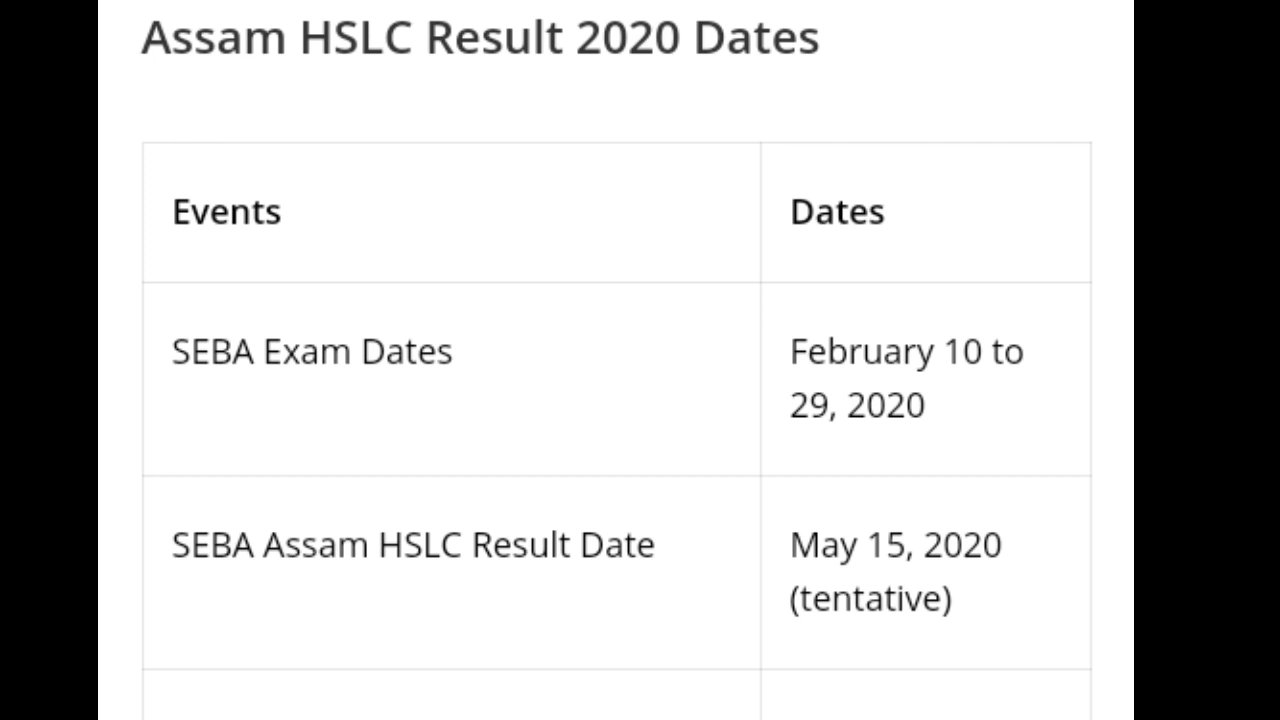 Assam HSLC Result 2020 Dates
Events
Dates
SEBA Exam Dates
February 10 to
29, 2020
SEBA Assam HSLC Result Date
May 15, 2020
(tentative)